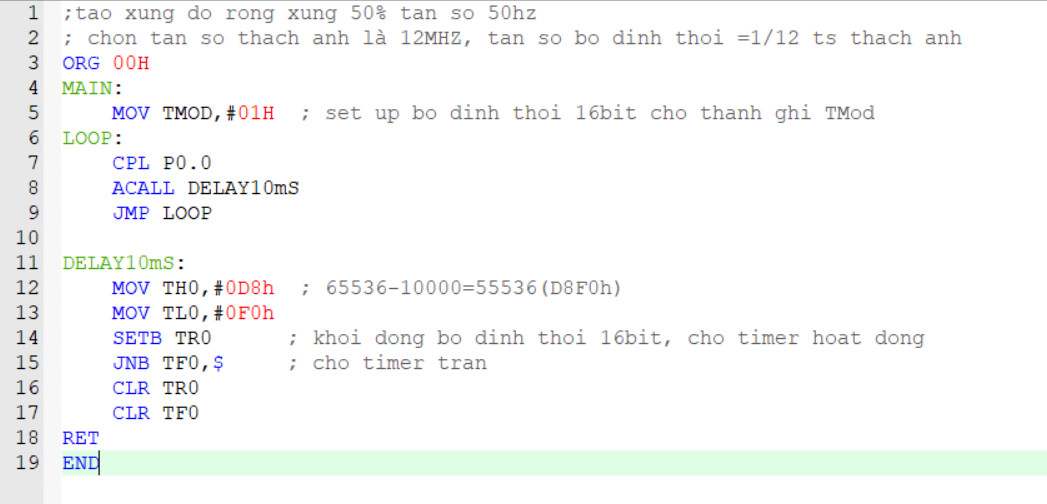 1 ;tao xung do rong xung 50% tan so 50hz
2 ; chon tan so thach anh là 12MHZ, tan so bo dinh thoi =1/12 ts thach anh
3 ORG 00H
4 MAIN:
5     MOV TMOD,#01H  ; set up bo dinh thoi 16bit cho thanh ghi TMod
6 LOOP:
7     CPL P0.0
8     ACALL DELAY10mS
9     JMP LOOP
10
11 DELAY10mS:
12     MOV TH0,#0D8h  ; 65536-10000=55536(D8F0h)
13     MOV TL0,#0F0h
14     SETB TR0      ; khoi dong bo dinh thoi 16bit, cho timer hoat dong
15     JNB TF0,$     ; cho timer tran
16     CLR TR0
17     CLR TF0
18 RET
19 END